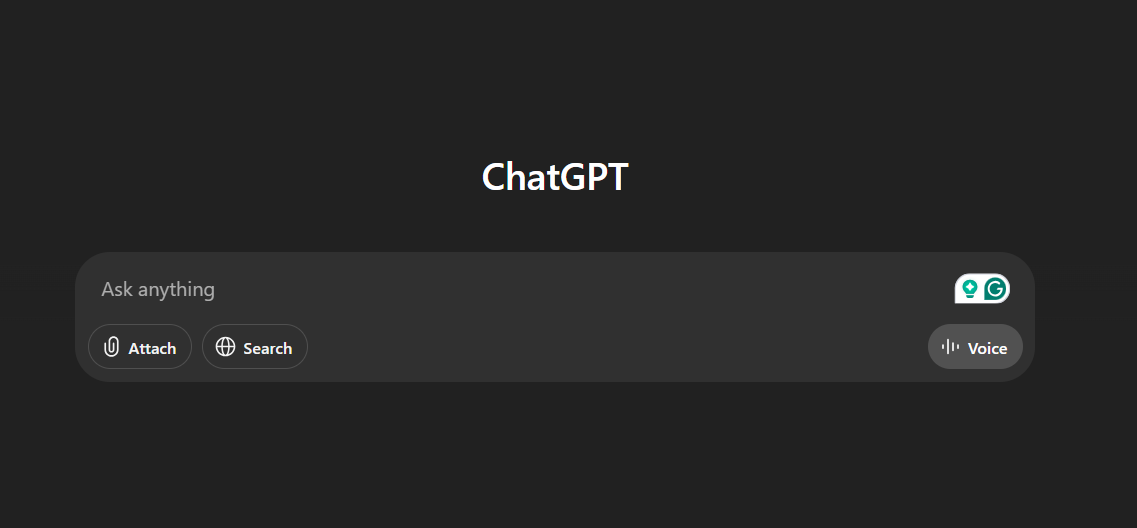 ChatGPT
Ask anything
Attach
Search
Voice